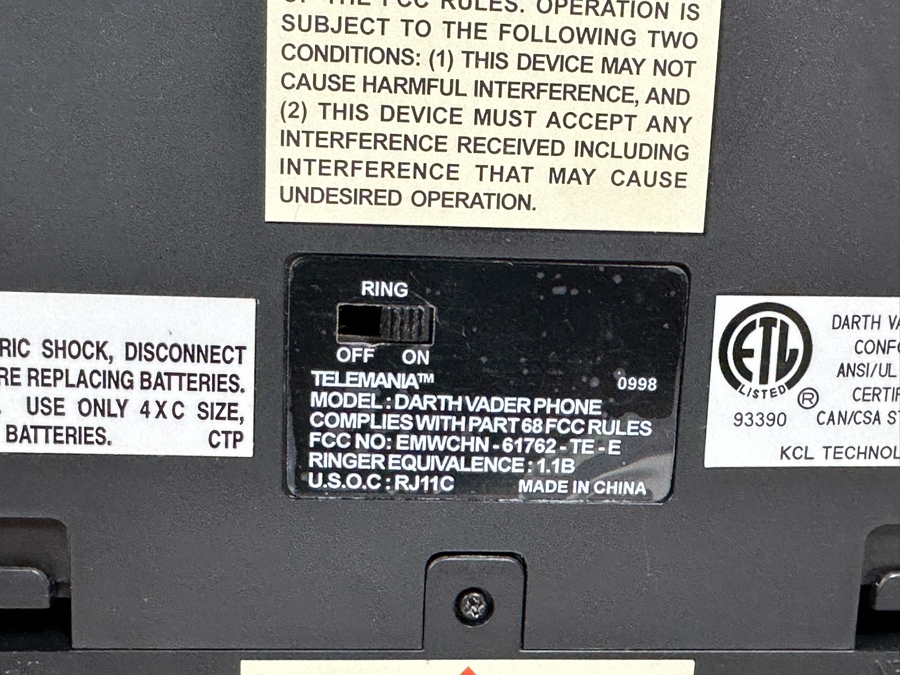 OF THE FCC RULES. OPERATION IS
SUBJECT TO THE FOLLOWING TWO
CONDITIONS: (1) THIS DEVICE MAY NOT
CAUSE HARMFUL INTERFERENCE, AND
(2) THIS DEVICE MUST ACCEPT ANY
INTERFERENCE RECEIVED INCLUDING
INTERFERENCE THAT MAY CAUSE
UNDESIRED OPERATION.
RIC SHOCK, DISCONNECT
RE REPLACING BATTERIES.
. USE ONLY 4 X C SIZE,
BATTERIES. CTP
RING
OFF ON
TELEMANIA™ 0998
MODEL : DARTH VADER PHONE
COMPLIES WITH PART 68 FCC RULES
FCC NO: EMWCHN - 61762 - TE - E
RINGER EQUIVALENCE : 1.1B
U.S.O.C : RJ11C MADE IN CHINA
ETL
LISTED
®
93390
DARTH VA
CONFO
ANSI/UL
CERTIF
CAN/CSA ST
KCL TECHNOL